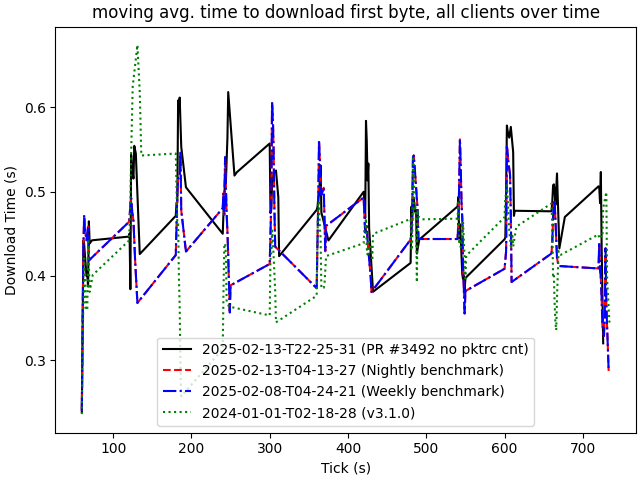 moving avg. time to download first byte, all clients over time
Download Time (s)
0.6
0.5
0.4
0.3
2025-02-13-T22-25-31 (PR #3492 no pktrc cnt)
2025-02-13-T04-13-27 (Nightly benchmark)
2025-02-08-T04-24-21 (Weekly benchmark)
2024-01-01-T02-18-28 (v3.1.0)
100 200 300 400 500 600 700
Tick (s)